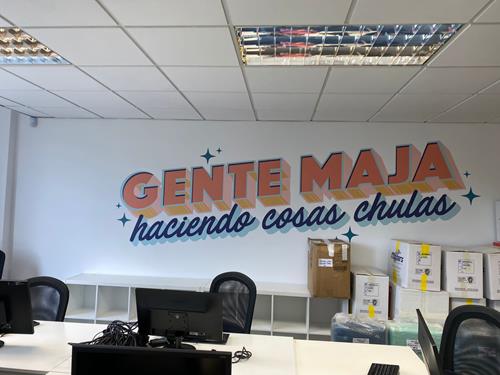 GENTE MAJA
haciendo cosas chulas